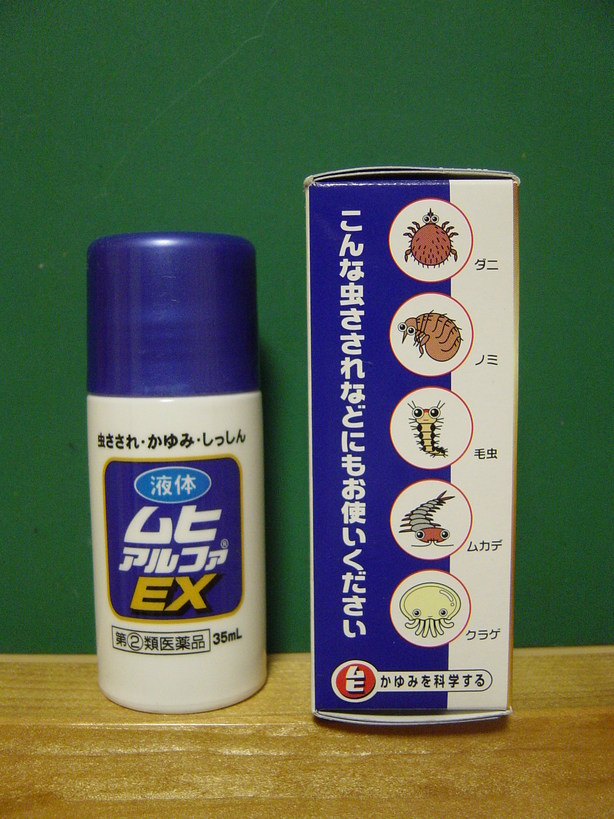 虫さされ・かゆみ・しっしん
液体
ムヒ
アルファ®
EX
第②類医薬品 35mL
こんな虫さされなどにもお使いください
ダニ
ノミ
毛虫
ムカデ
クラゲ
ムヒ かゆみを科学する